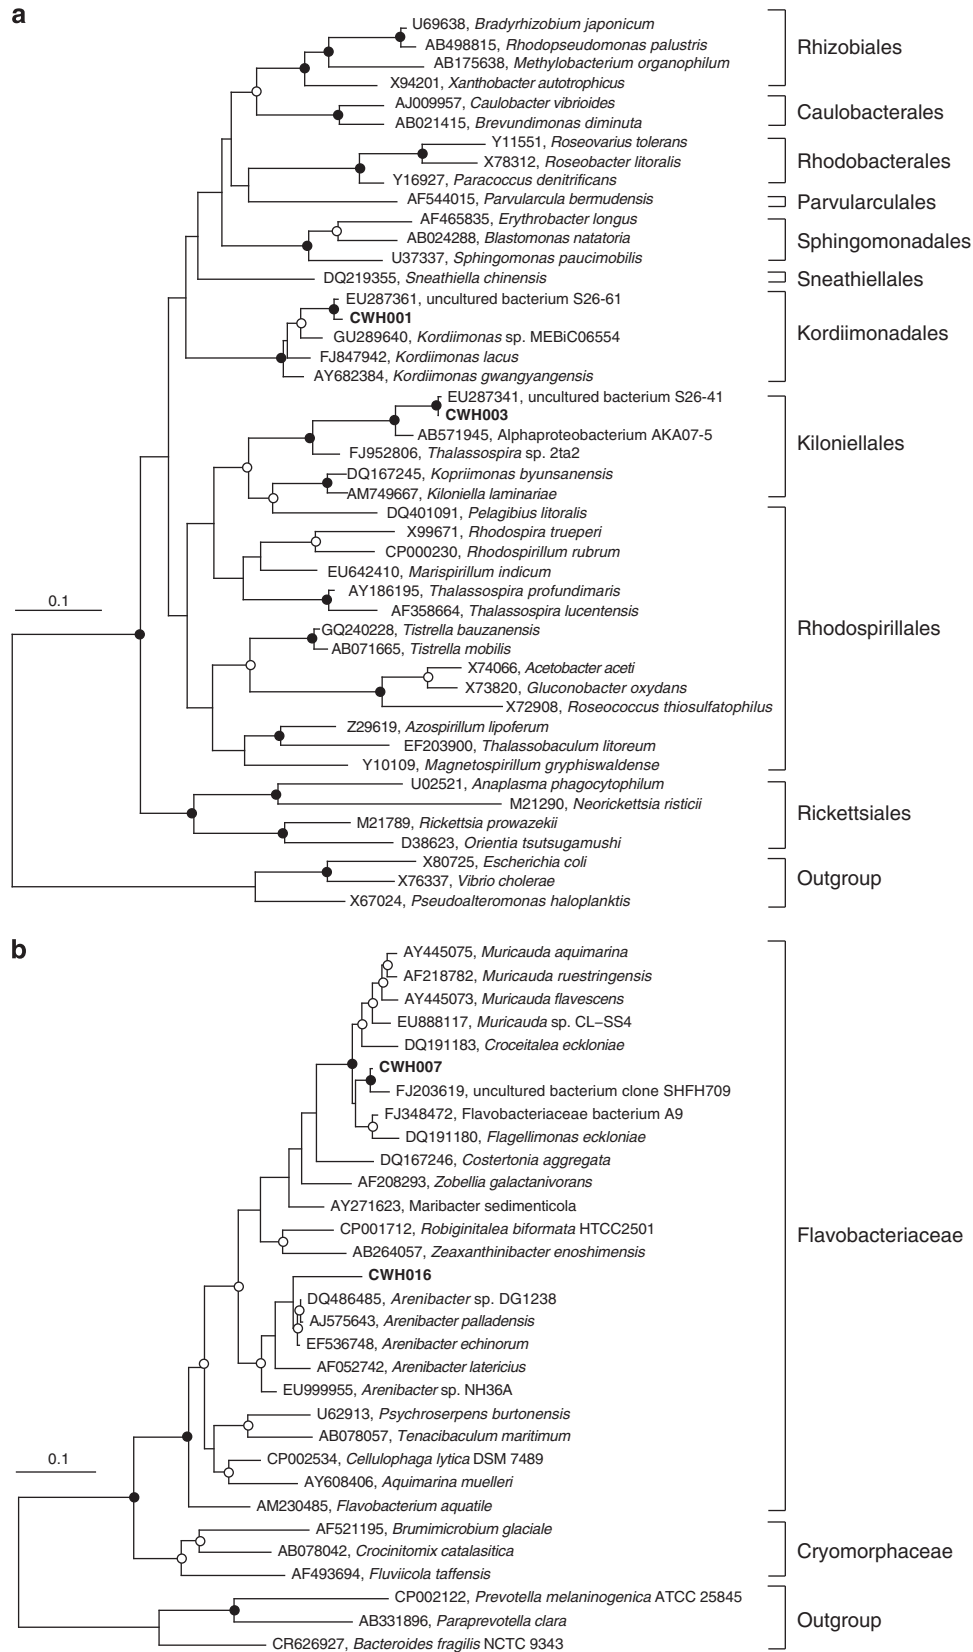 a
U69638, Bradyrhizobium japonicum
AB498815, Rhodopseudomonas palustris
AB175638, Methylobacterium organophilum
X94201, Xanthobacter autotrophicus
Rhizobiales
AJ009957, Caulobacter vibrioides
AB021415, Brevundimonas diminuta
Caulobacterales
Y11551, Roseovarius tolerans
X78312, Roseobacter litoralis
Y16927, Paracoccus denitrificans
Rhodobacterales
AF544015, Parvularcula bermudensis
Parvularculales
AF465835, Erythrobacter longus
AB024288, Blastomonas natatoria
U37337, Sphingomonas paucimobilis
Sphingomonadales
DQ219355, Sneathiella chinensis
Sneathiellales
EU287361, uncultured bacterium S26-61
CWH001
GU289640, Kordiimonas sp. MEBiC06554
FJ847942, Kordiimonas lacus
AY682384, Kordiimonas gwangyangensis
Kordiimonadales
EU287341, uncultured bacterium S26-41
CWH003
AB571945, Alphaproteobacterium AKA07-5
FJ952806, Thalassospira sp. 2ta2
DQ167245, Kopriimonas byunsanensis
AM749667, Kiloniella laminariae
Kiloniellales
DQ401091, Pelagibius litoralis
X99671, Rhodospira trueperi
CP000230, Rhodospirillum rubrum
EU642410, Marispirillum indicum
AY186195, Thalassospira profundimaris
AF358664, Thalassospira lucentensis
GQ240228, Tistrella bauzanensis
AB071665, Tistrella mobilis
X74066, Acetobacter aceti
X73820, Gluconobacter oxydans
X72908, Roseococcus thiosulfatophilus
Z29619, Azospirillum lipoferum
EF203900, Thalassobaculum litoreum
Y10109, Magnetospirillum gryphiswaldense
Rhodospirillales
0.1
U02521, Anaplasma phagocytophilum
M21290, Neorickettsia risticii
M21789, Rickettsia prowazekii
D38623, Orientia tsutsugamushi
Rickettsiales
X80725, Escherichia coli
X76337, Vibrio cholerae
X67024, Pseudoalteromonas haloplanktis
Outgroup
b
AY445075, Muricauda aquimarina
AF218782, Muricauda ruestringensis
AY445073, Muricauda flavescens
EU888117, Muricauda sp. CL−SS4
DQ191183, Croceitalea eckloniae
CWH007
FJ203619, uncultured bacterium clone SHFH709
FJ348472, Flavobacteriaceae bacterium A9
DQ191180, Flagellimonas eckloniae
DQ167246, Costertonia aggregata
AF208293, Zobellia galactanivorans
AY271623, Maribacter sedimenticola
CP001712, Robiginitalea biformata HTCC2501
AB264057, Zeaxanthinibacter enoshimensis
CWH016
DQ486485, Arenibacter sp. DG1238
AJ575643, Arenibacter palladensis
EF536748, Arenibacter echinorum
AF052742, Arenibacter latericius
EU999955, Arenibacter sp. NH36A
U62913, Psychroserpens burtonensis
AB078057, Tenacibaculum maritimum
CP002534, Cellulophaga lytica DSM 7489
AY608406, Aquimarina muelleri
AM230485, Flavobacterium aquatile
Flavobacteriaceae
0.1
AF521195, Brumimicrobium glaciale
AB078042, Crocinitomix catalasitica
AF493694, Fluviicola taffensis
Cryomorphaceae
CP002122, Prevotella melaninogenica ATCC 25845
AB331896, Paraprevotella clara
CR626927, Bacteroides fragilis NCTC 9343
Outgroup